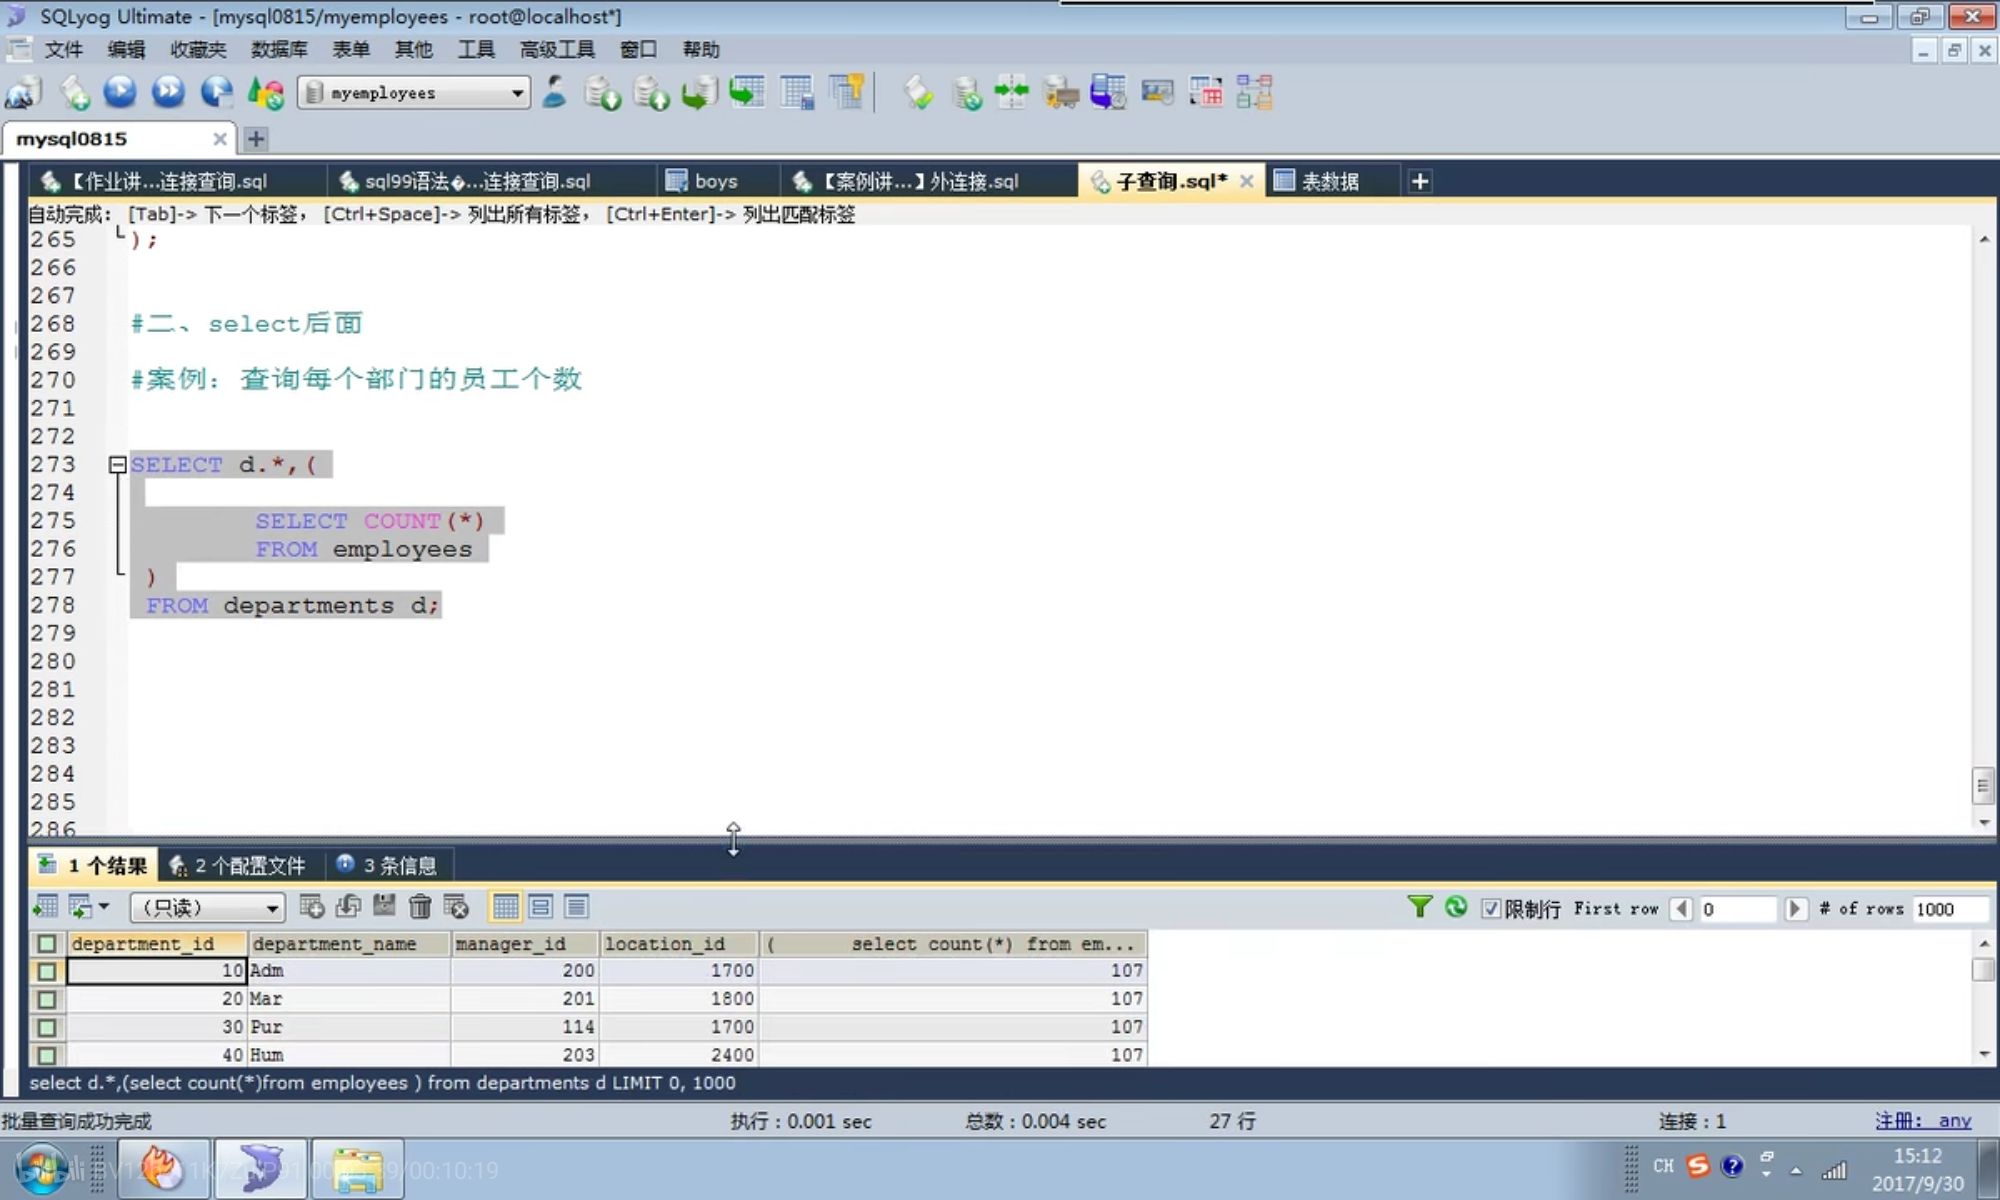 SQLyog Ultimate - [mysql0815/myemployees - root@localhost*]
文件 编辑 收藏夹 数据库 表单 其他 工具 高级工具 窗口 帮助
myemployees
mysql0815
【作业讲...连接查询.sql sql99语法�...连接查询.sql boys 【案例讲...】外连接.sql 子查询.sql* 表数据
自动完成: [Tab]-> 下一个标签, [Ctrl+Space]-> 列出所有标签, [Ctrl+Enter]-> 列出匹配标签
265 );
266
267
268 #二、select后面
269
270 #案例: 查询每个部门的员工个数
271
272
273 SELECT d.*,(
274
275 SELECT COUNT(*)
276 FROM employees
277 )
278 FROM departments d;
279
280
281
282
283
284
285
286
1 个结果 2 个配置文件 3 条信息
(只读) 限制行 First row 0 # of rows 1000
department_id department_name manager_id location_id ( select count(*) from em...
10 Adm 200 1700 107
20 Mar 201 1800 107
30 Pur 114 1700 107
40 Hum 203 2400 107
select d.*,(select count(*)from employees ) from departments d LIMIT 0, 1000
批量查询成功完成 执行 : 0.001 sec 总数 : 0.004 sec 27 行 连接 : 1 注册: any
/00:10:19
CH 15:12
2017/9/30